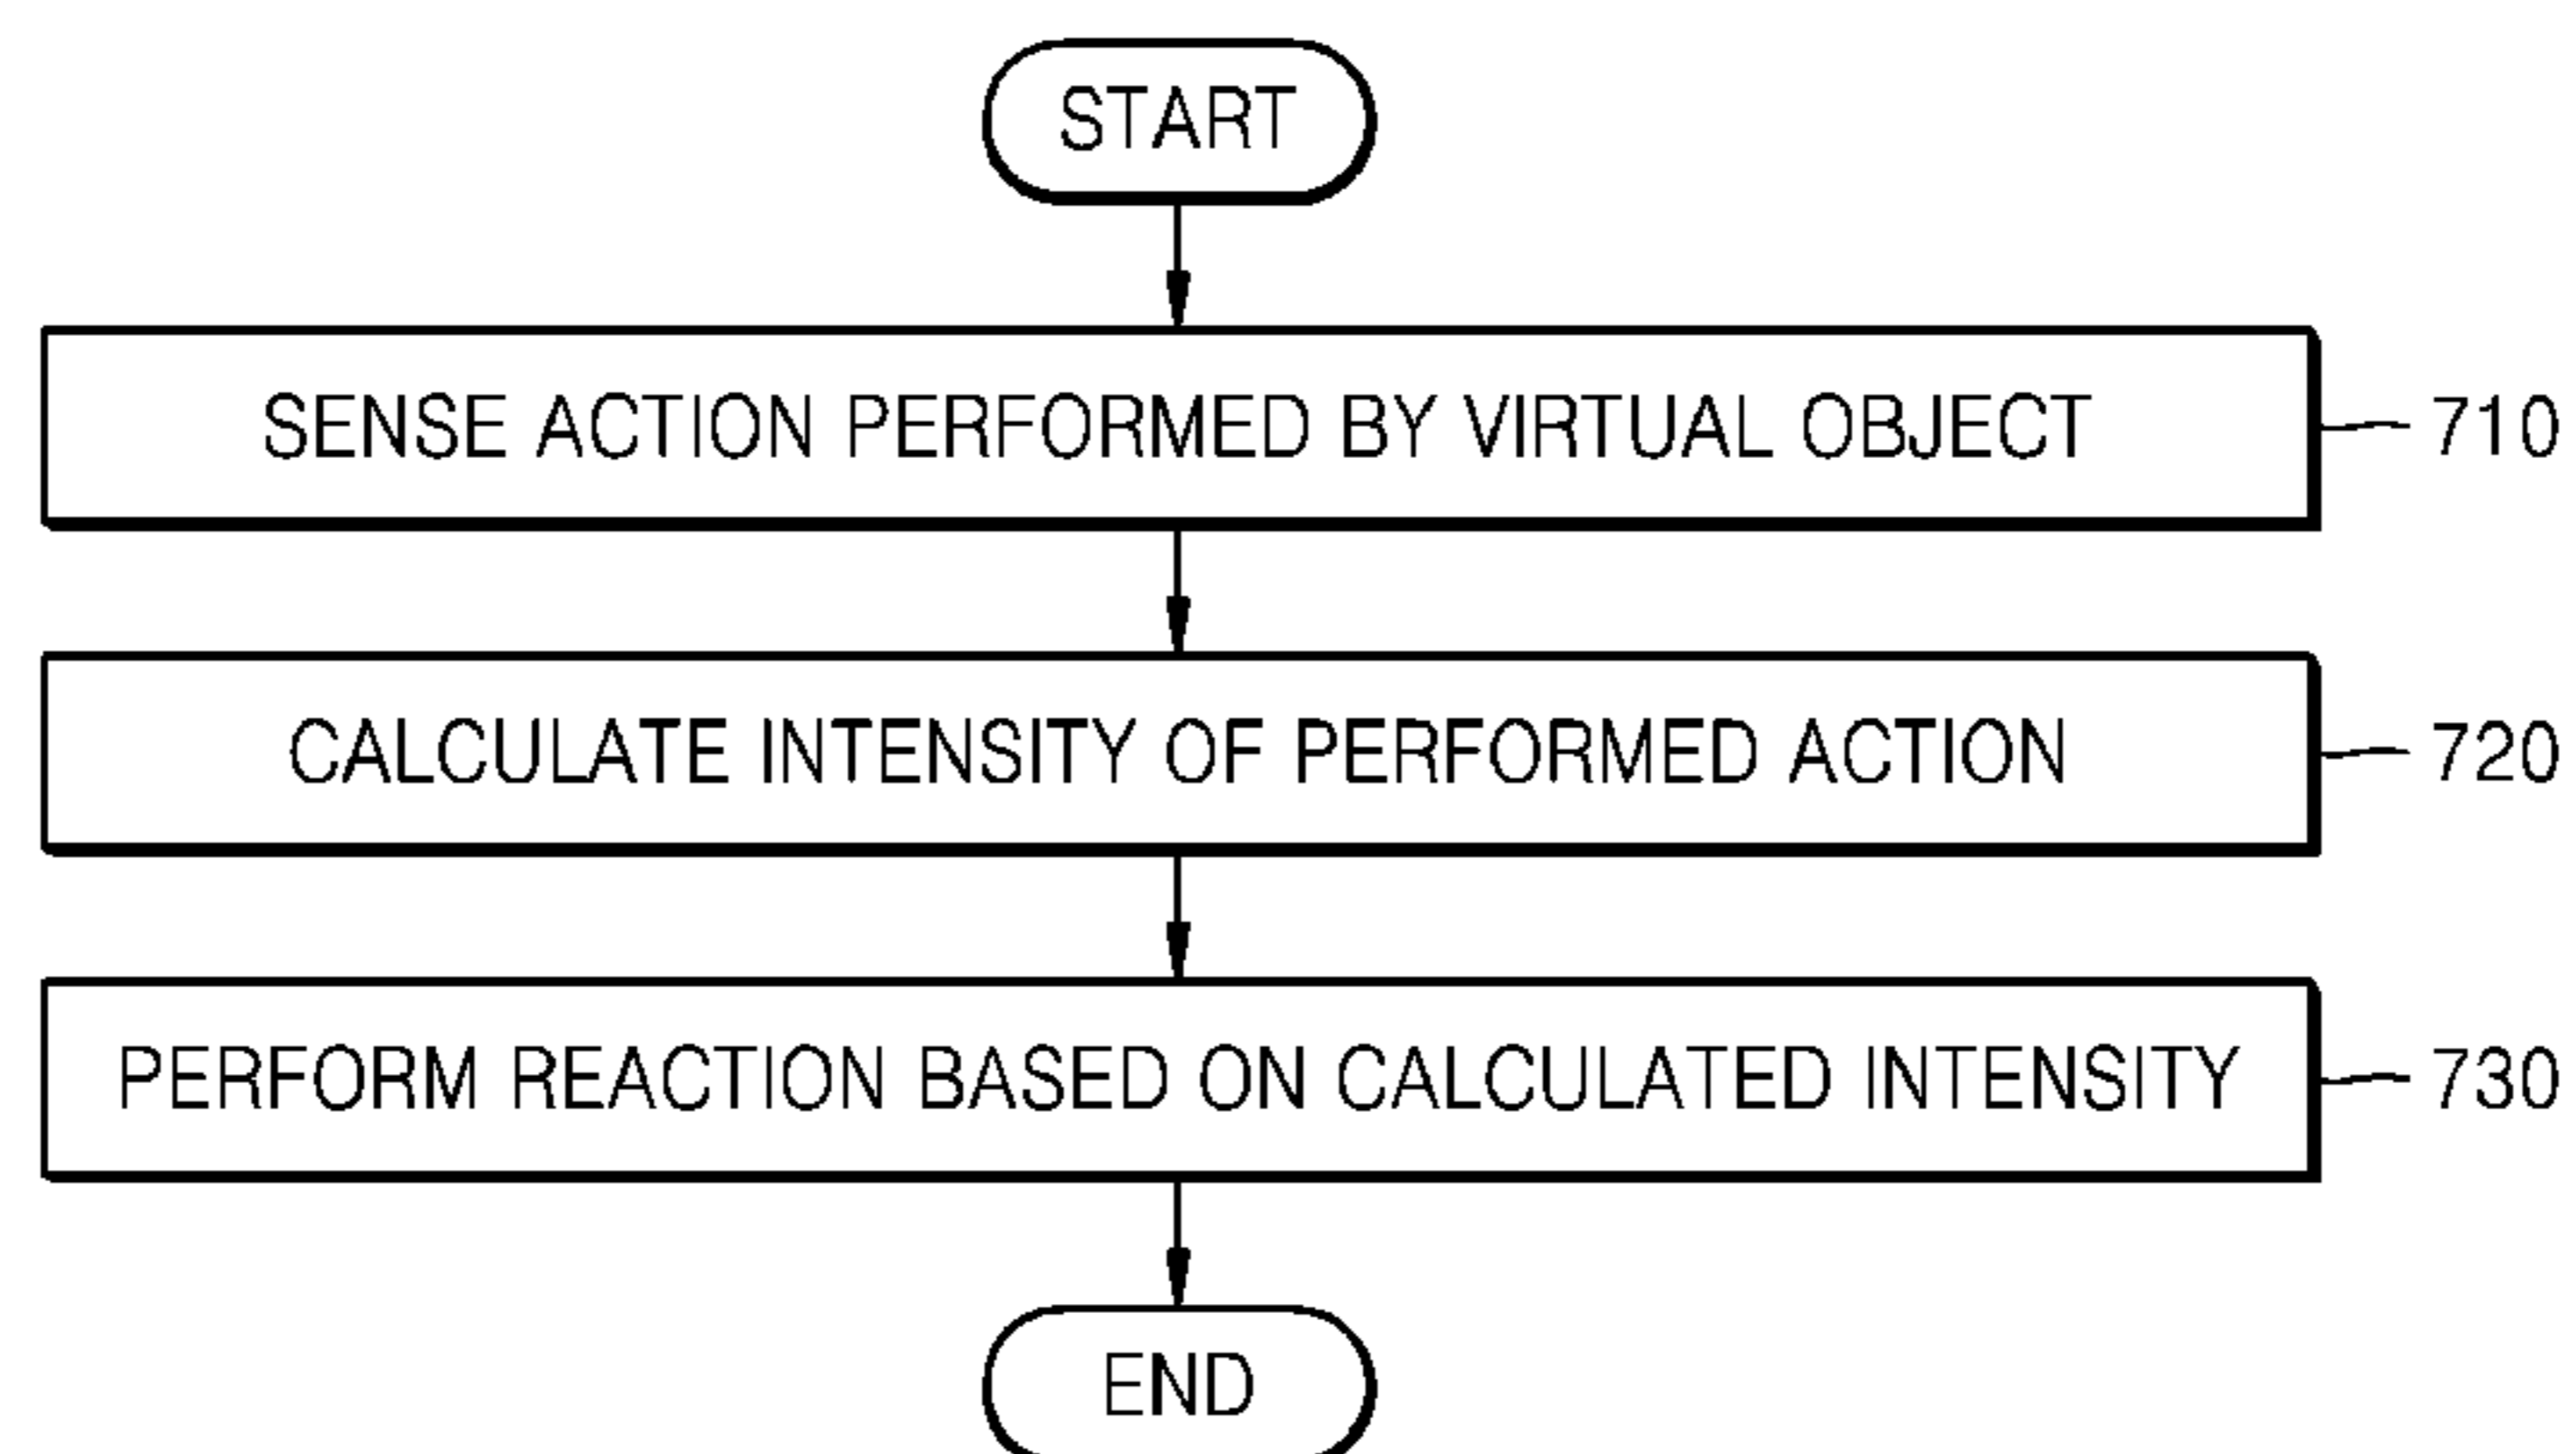 START
SENSE ACTION PERFORMED BY VIRTUAL OBJECT
710
CALCULATE INTENSITY OF PERFORMED ACTION
720
PERFORM REACTION BASED ON CALCULATED INTENSITY
730
END